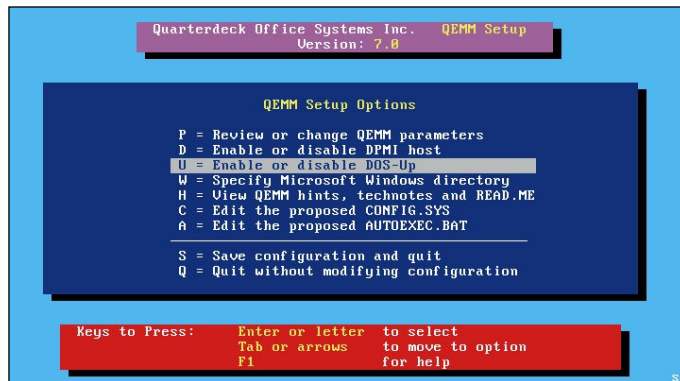 Quarterdeck Office Systems Inc. QEMM Setup
Version: 7.0
QEMM Setup Options
P = Review or change QEMM parameters
D = Enable or disable DPMI host
U = Enable or disable DOS-Up
W = Specify Microsoft Windows directory
H = View QEMM hints, technotes and READ.ME
C = Edit the proposed CONFIG.SYS
A = Edit the proposed AUTOEXEC.BAT
S = Save configuration and quit
Q = Quit without modifying configuration
Keys to Press: Enter or letter to select
Tab or arrows to move to option
F1 for help
S